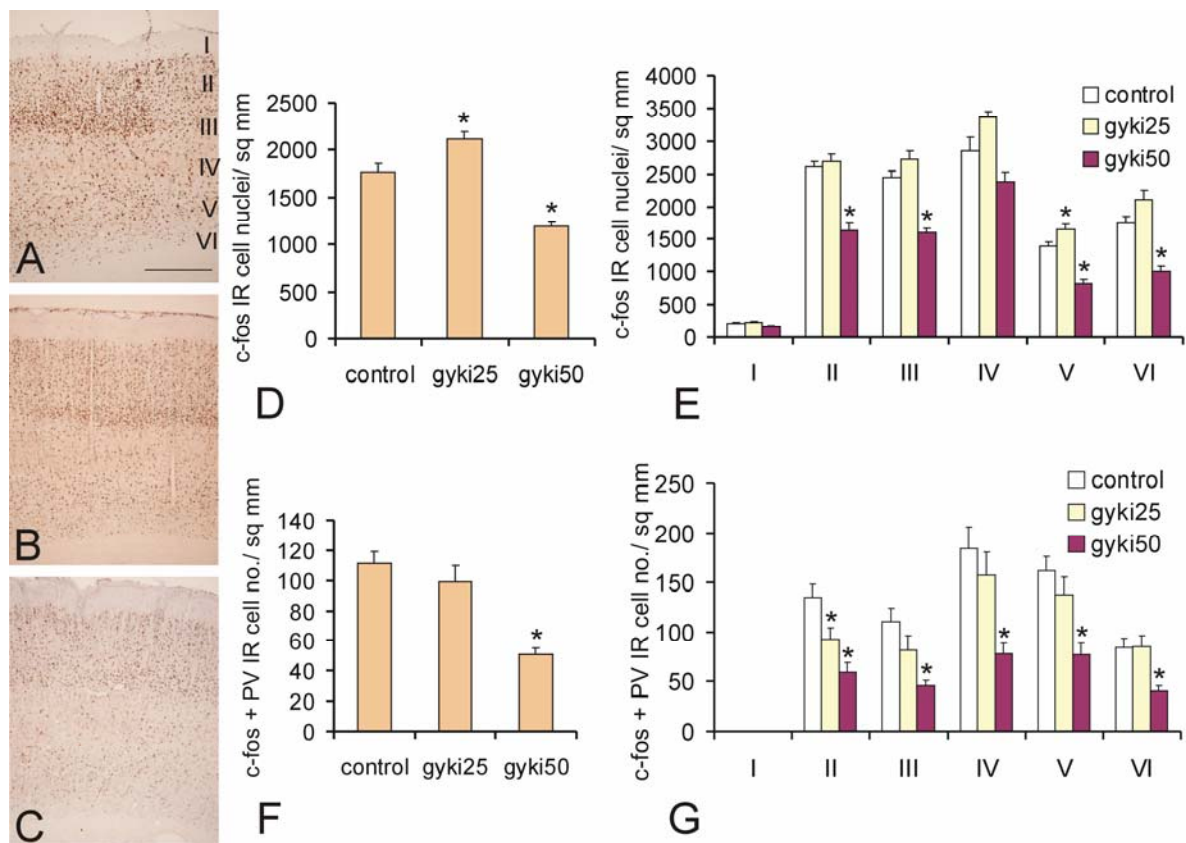 I
II
III
IV
V
VI
A
B
C
c-fos IR cell nuclei/ sq mm
2500
2000
1500
1000
500
0
*
*
control gyki25 gyki50
D
c-fos IR cell nuclei/ sq mm
4000
3500
3000
2500
2000
1500
1000
500
0
control
gyki25
gyki50
* * * * *
I II III IV V VI
E
c-fos + PV IR cell no./ sq mm
140
120
100
80
60
40
20
0
*
control gyki25 gyki50
F
c-fos + PV IR cell no./ sq mm
250
200
150
100
50
0
control
gyki25
gyki50
* * * * * *
I II III IV V VI
G